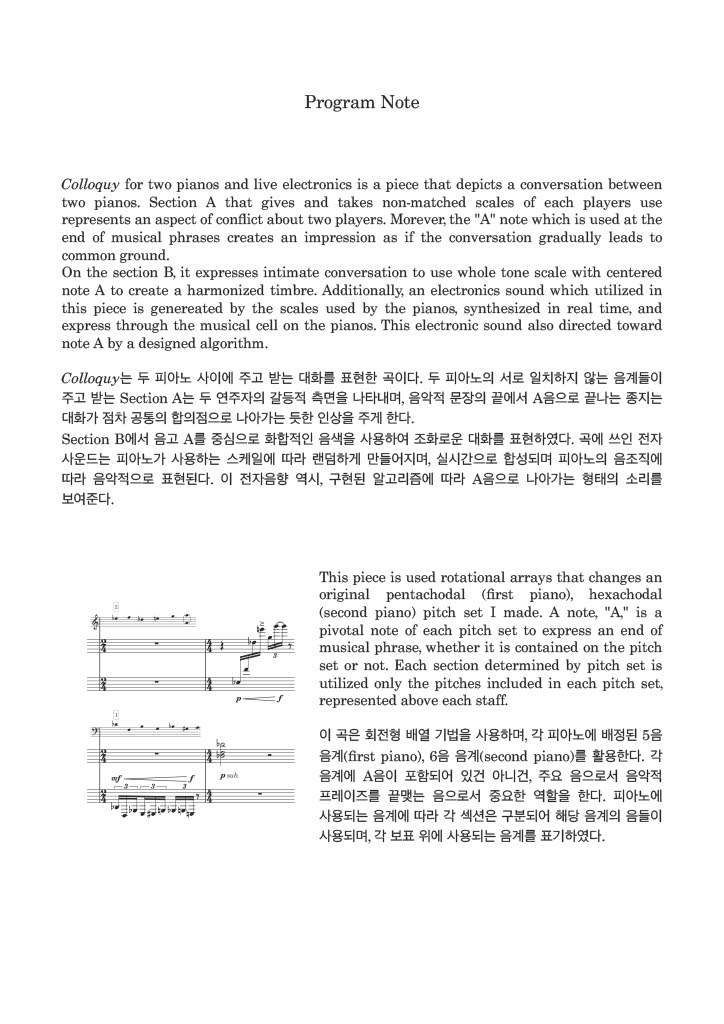 Program Note
Colloquy for two pianos and live electronics is a piece that depicts a conversation between
two pianos. Section A that gives and takes non-matched scales of each players use
represents an aspect of conflict about two players. Morever, the "A" note which is used at the
end of musical phrases creates an impression as if the conversation gradually leads to
common ground.
On the section B, it expresses intimate conversation to use whole tone scale with centered
note A to create a harmonized timbre. Additionally, an electronics sound which utilized in
this piece is genereated by the scales used by the pianos, synthesized in real time, and
express through the musical cell on the pianos. This electronic sound also directed toward
note A by a designed algorithm.
Colloquy는 두 피아노 사이에 주고 받는 대화를 표현한 곡이다. 두 피아노의 서로 일치하지 않는 음계들이
주고 받는 Section A는 두 연주자의 갈등적 측면을 나타내며, 음악적 문장의 끝에서 A음으로 끝나는 종지는
대화가 점차 공통의 합의점으로 나아가는 듯한 인상을 주게 한다.
Section B에서 음고 A를 중심으로 화합적인 음색을 사용하여 조화로운 대화를 표현하였다. 곡에 쓰인 전자
사운드는 피아노가 사용하는 스케일에 따라 랜덤하게 만들어지며, 실시간으로 합성되며 피아노의 음조직에
따라 음악적으로 표현된다. 이 전자음향 역시, 구현된 알고리즘에 따라 A음으로 나아가는 형태의 소리를
보여준다.
This piece is used rotational arrays that changes an
original pentachodal (first piano), hexachodal
(second piano) pitch set I made. A note, "A," is a
pivotal note of each pitch set to express an end of
musical phrase, whether it is contained on the pitch
set or not. Each section determined by pitch set is
utilized only the pitches included in each pitch set,
represented above each staff.
이 곡은 회전형 배열 기법을 사용하며, 각 피아노에 배정된 5음
음계(first piano), 6음 음계(second piano)를 활용한다. 각
음계에 A음이 포함되어 있건 아니건, 주요 음으로서 음악적
프레이즈를 끝맺는 음으로서 중요한 역할을 한다. 피아노에
사용되는 음계에 따라 각 섹션은 구분되어 해당 음계의 음들이
사용되며, 각 보표 위에 사용되는 음계를 표기하였다.
2
3
p f
1
mf f p sub.
3 3 3